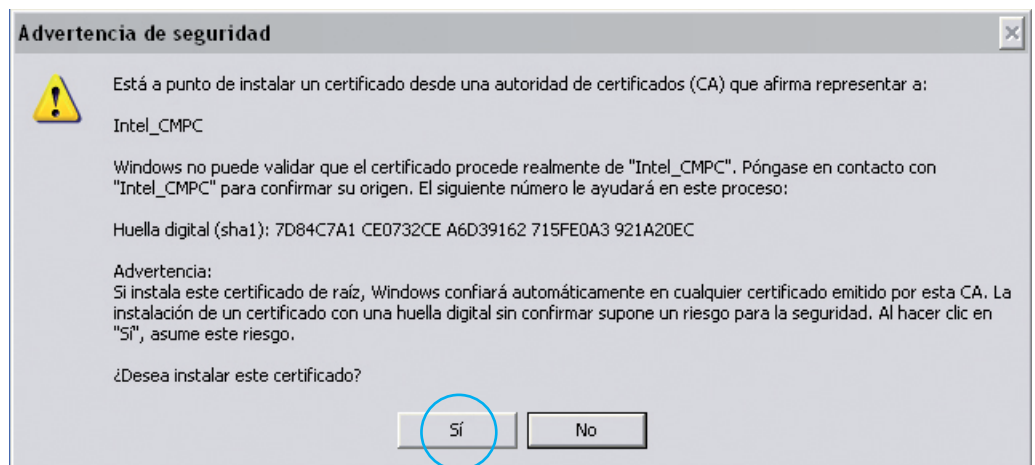 Advertencia de seguridad
Está a punto de instalar un certificado desde una autoridad de certificados (CA) que afirma representar a:
Intel_CMPC
Windows no puede validar que el certificado procede realmente de "Intel_CMPC". Póngase en contacto con
"Intel_CMPC" para confirmar su origen. El siguiente número le ayudará en este proceso:
Huella digital (sha1): 7D84C7A1 CE0732CE A6D39162 715FE0A3 921A20EC
Advertencia:
Si instala este certificado de raíz, Windows confiará automáticamente en cualquier certificado emitido por esta CA. La
instalación de un certificado con una huella digital sin confirmar supone un riesgo para la seguridad. Al hacer clic en
"Sí", asume este riesgo.
¿Desea instalar este certificado?
Sí No